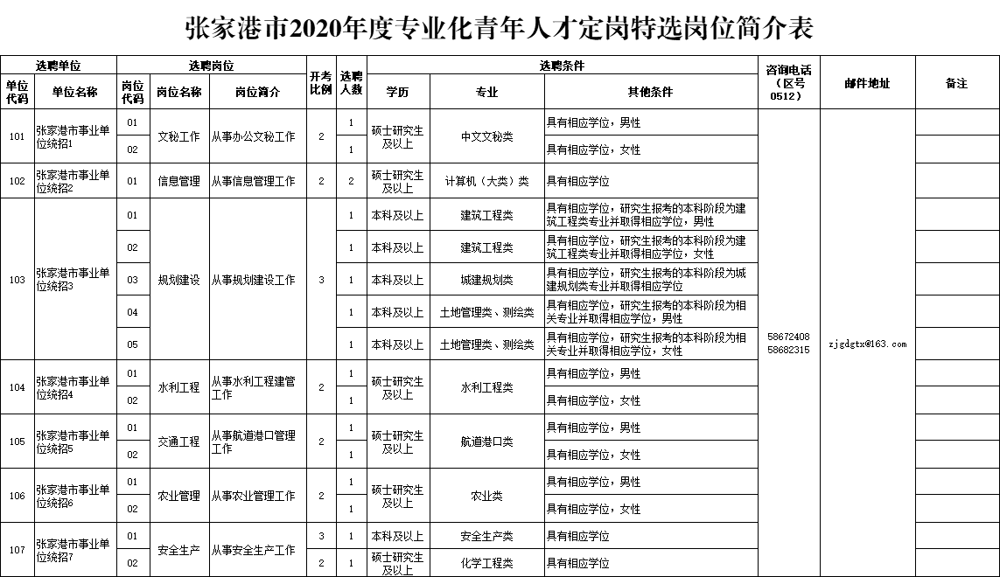 张家港市2020年度专业化青年人才定岗特选岗位简介表
选聘单位 选聘岗位 开考比例 选聘人数 选聘条件 咨询电话（区号0512） 邮件地址 备注
单位代码 单位名称 岗位代码 岗位名称 岗位简介 学历 专业 其他条件
101 张家港市事业单位统招1 01 文秘工作 从事办公文秘工作 2 1 硕士研究生及以上 中文文秘类 具有相应学位，男性
02 1 具有相应学位，女性
102 张家港市事业单位统招2 01 信息管理 从事信息管理工作 2 2 硕士研究生及以上 计算机（大类）类 具有相应学位
103 张家港市事业单位统招3 01 规划建设 从事规划建设工作 3 1 本科及以上 建筑工程类 具有相应学位，研究生报考的本科阶段为建筑工程类专业并取得相应学位，男性
02 1 本科及以上 建筑工程类 具有相应学位，研究生报考的本科阶段为建筑工程类专业并取得相应学位，女性
03 1 本科及以上 城建规划类 具有相应学位，研究生报考的本科阶段为城建规划类专业并取得相应学位
04 1 本科及以上 土地管理类、测绘类 具有相应学位，研究生报考的本科阶段为相关专业并取得相应学位，男性
05 1 本科及以上 土地管理类、测绘类 具有相应学位，研究生报考的本科阶段为相关专业并取得相应学位，女性
58672408
58682315
zjgdgtx@163.com
104 张家港市事业单位统招4 01 水利工程 从事水利工程建管工作 2 1 硕士研究生及以上 水利工程类 具有相应学位，男性
02 1 具有相应学位，女性
105 张家港市事业单位统招5 01 交通工程 从事航道港口管理工作 2 1 硕士研究生及以上 航道港口类 具有相应学位，男性
02 1 具有相应学位，女性
106 张家港市事业单位统招6 01 农业管理 从事农业管理工作 2 1 硕士研究生及以上 农业类 具有相应学位，男性
02 1 具有相应学位，女性
107 张家港市事业单位统招7 01 安全生产 从事安全生产工作 3 1 本科及以上 安全生产类 具有相应学位
02 2 1 硕士研究生及以上 化学工程类 具有相应学位